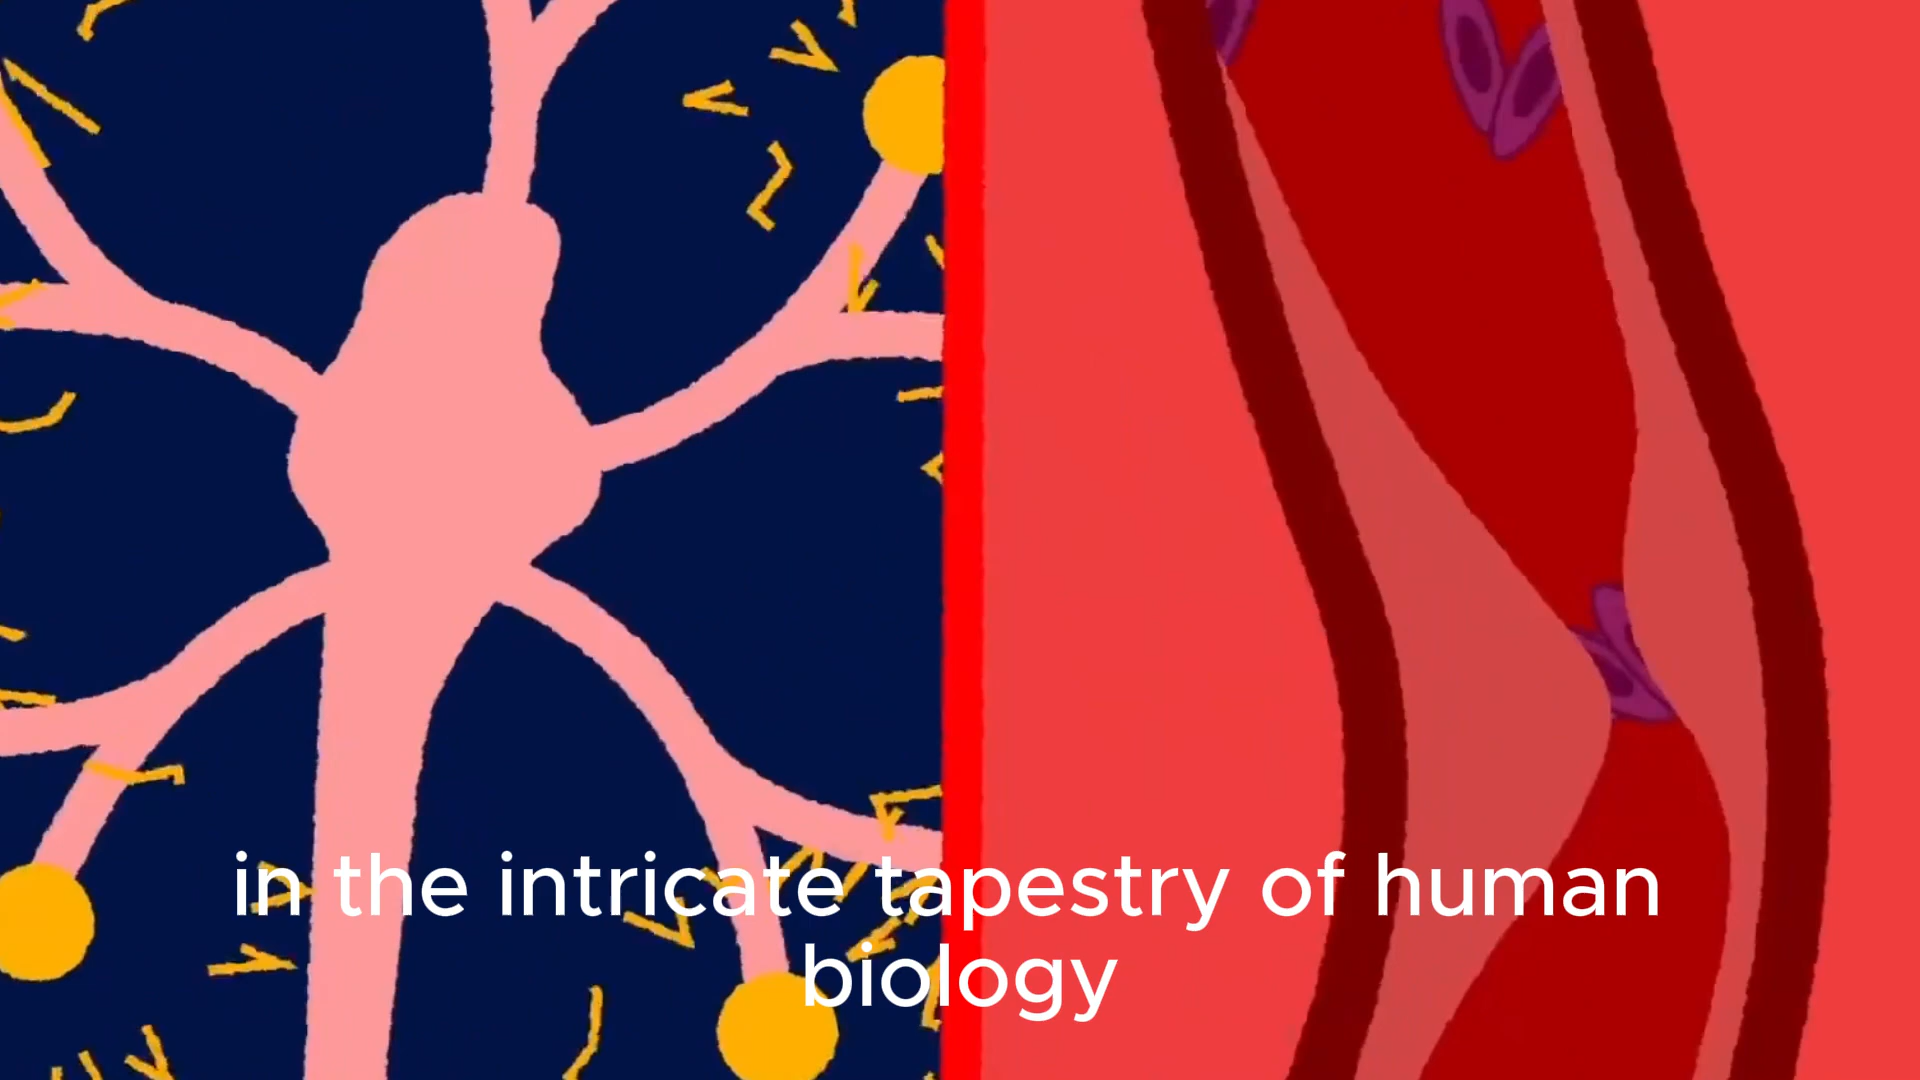 in the intricate tapestry of human
biology